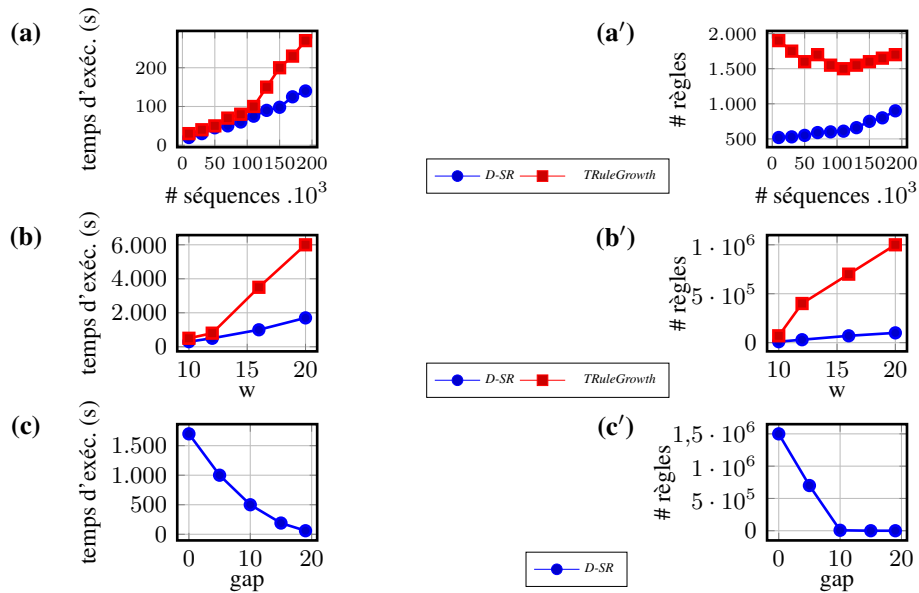 (a)
temps d'exéc. (s)
200
100
0
0
50
100
150
200
# séquences .10³
D-SR
TRuleGrowth
(a′)
# règles
2.000
1.500
1.000
500
0
50
100
150
200
# séquences .10³
(b)
temps d'exéc. (s)
6.000
4.000
2.000
0
10
15
20
w
D-SR
TRuleGrowth
(b′)
# règles
1 · 10⁶
5 · 10⁵
0
10
15
20
w
(c)
temps d'exéc. (s)
1.500
1.000
500
0
0
10
20
gap
D-SR
(c′)
# règles
1,5 · 10⁶
1 · 10⁶
5 · 10⁵
0
0
10
20
gap